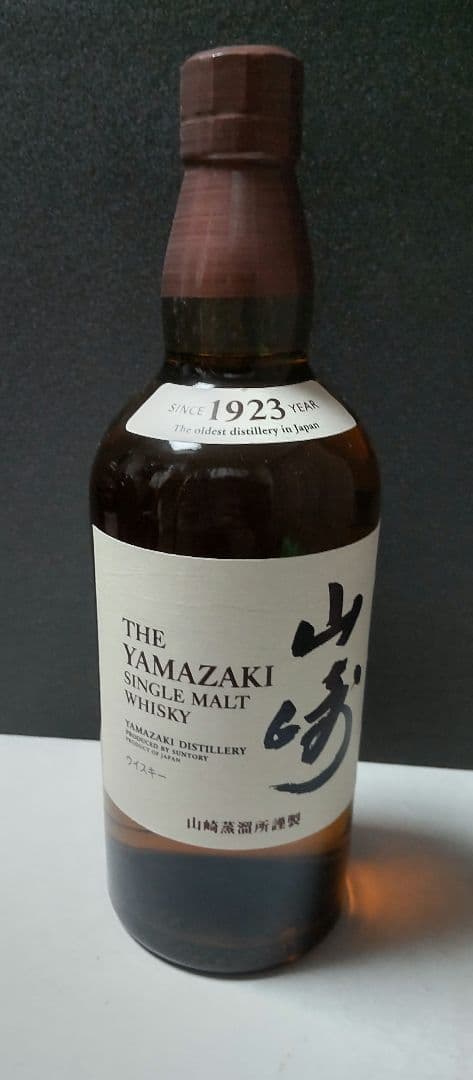 SINCE 1923 YEAR
The oldest distillery in Japan
THE
YAMAZAKI
SINGLE MALT
WHISKY
YAMAZAKI DISTILLERY
PRODUCED BY SUNTORY
PRODUCT OF JAPAN
ウイスキー
山崎
山崎蒸溜所謹製